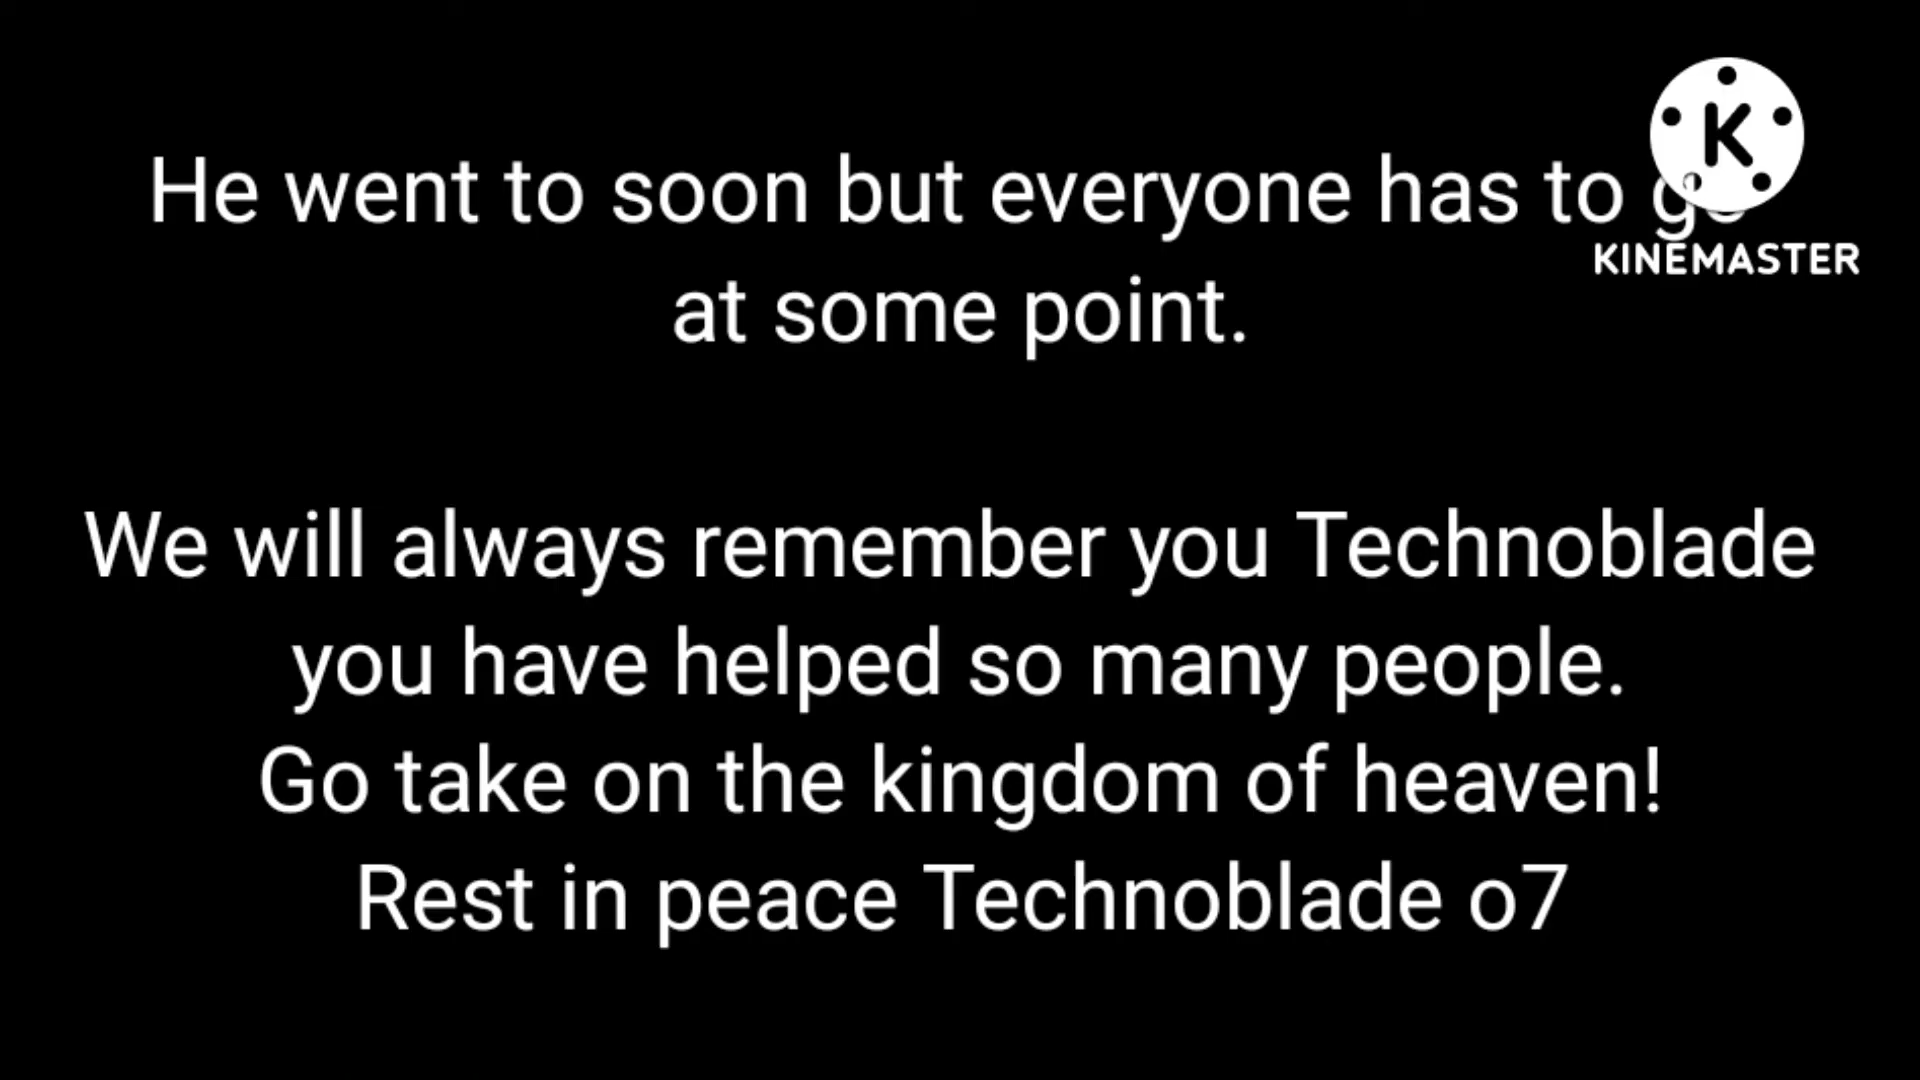 He went to soon but everyone has to go
at some point.
We will always remember you Technoblade
you have helped so many people.
Go take on the kingdom of heaven!
Rest in peace Technoblade o7
K
KINEMASTER